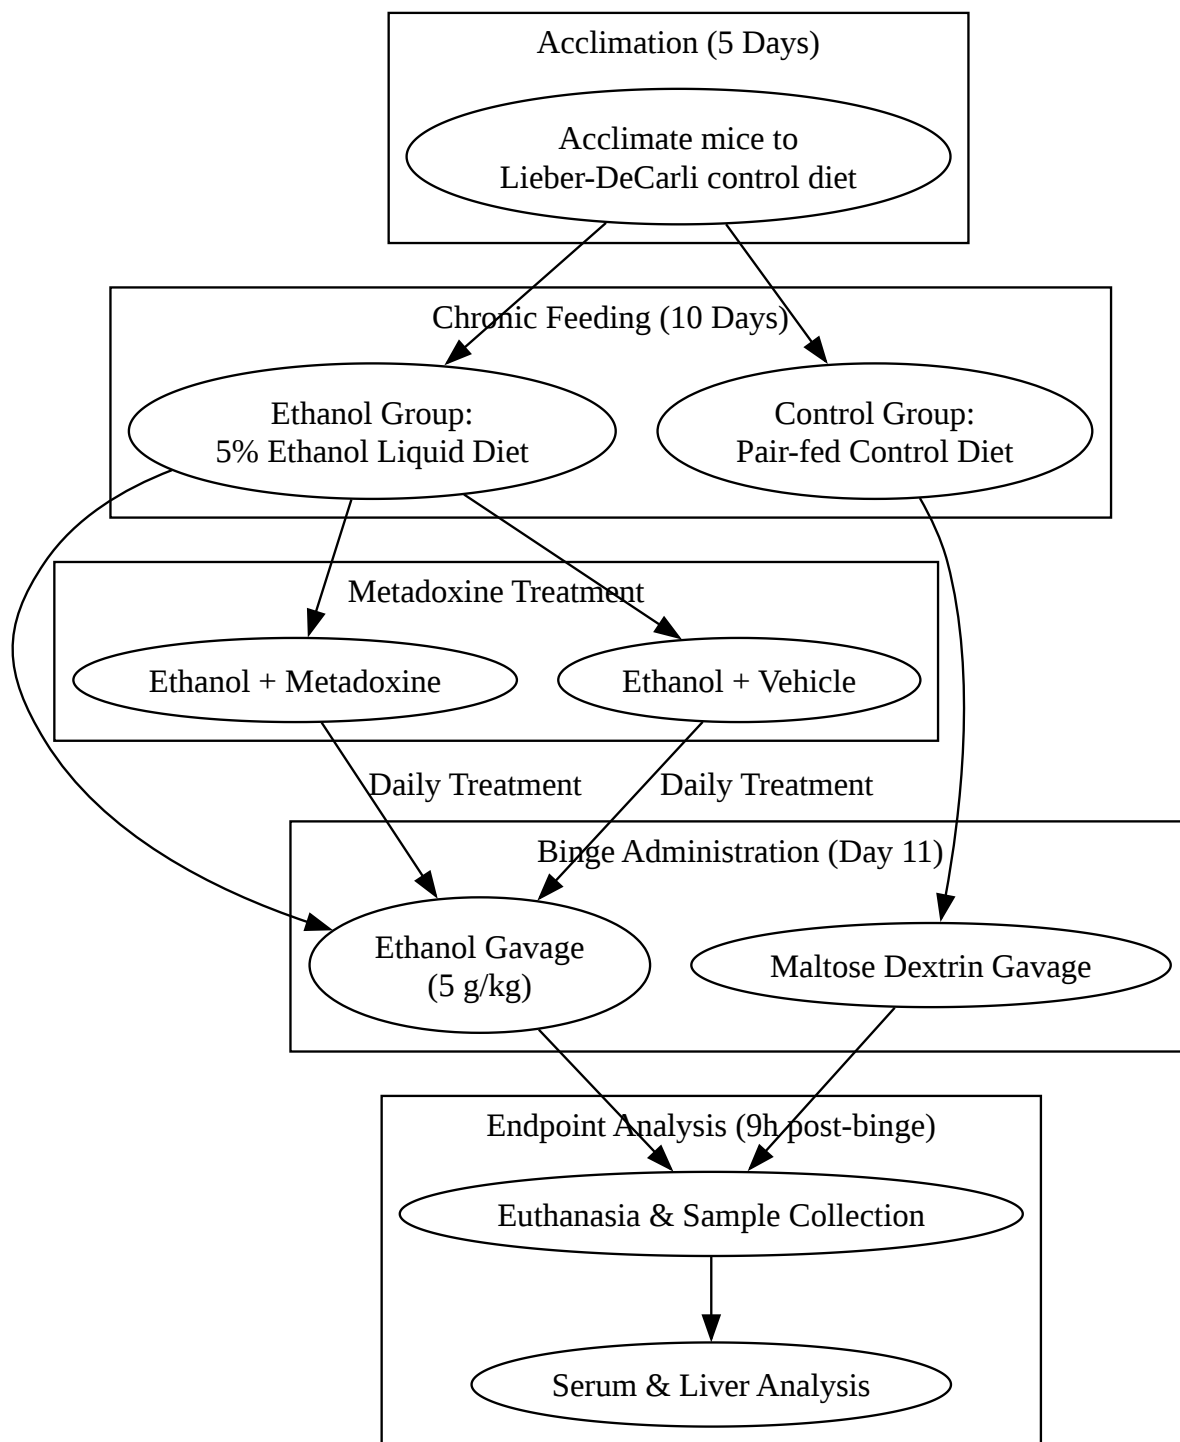 Acclimation (5 Days)
Acclimate mice to
Lieber-DeCarli control diet
Chronic Feeding (10 Days)
Ethanol Group:
5% Ethanol Liquid Diet
Control Group:
Pair-fed Control Diet
Metadoxine Treatment
Ethanol + Metadoxine
Ethanol + Vehicle
Daily Treatment
Daily Treatment
Binge Administration (Day 11)
Ethanol Gavage
(5 g/kg)
Maltose Dextrin Gavage
Endpoint Analysis (9h post-binge)
Euthanasia & Sample Collection
Serum & Liver Analysis